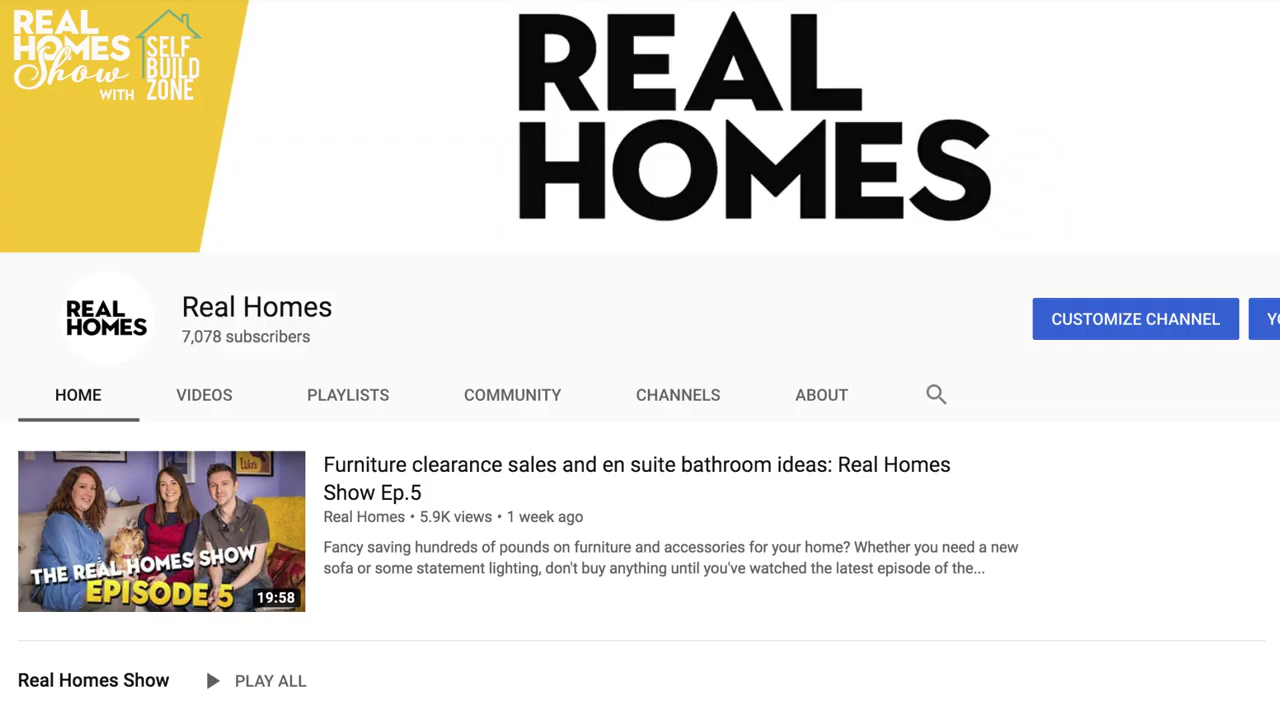 REAL
HOMES
Show
WITH
SELF
BUILD
ZONE
REAL
HOMES
REAL
HOMES
Real Homes
7,078 subscribers
CUSTOMIZE CHANNEL
YO
HOME
VIDEOS
PLAYLISTS
COMMUNITY
CHANNELS
ABOUT
Luke's
THE REAL HOMES SHOW
EPISODE 5
19:58
Furniture clearance sales and en suite bathroom ideas: Real Homes
Show Ep.5
Real Homes • 5.9K views • 1 week ago
Fancy saving hundreds of pounds on furniture and accessories for your home? Whether you need a new
sofa or some statement lighting, don't buy anything until you've watched the latest episode of the...
Real Homes Show
PLAY ALL